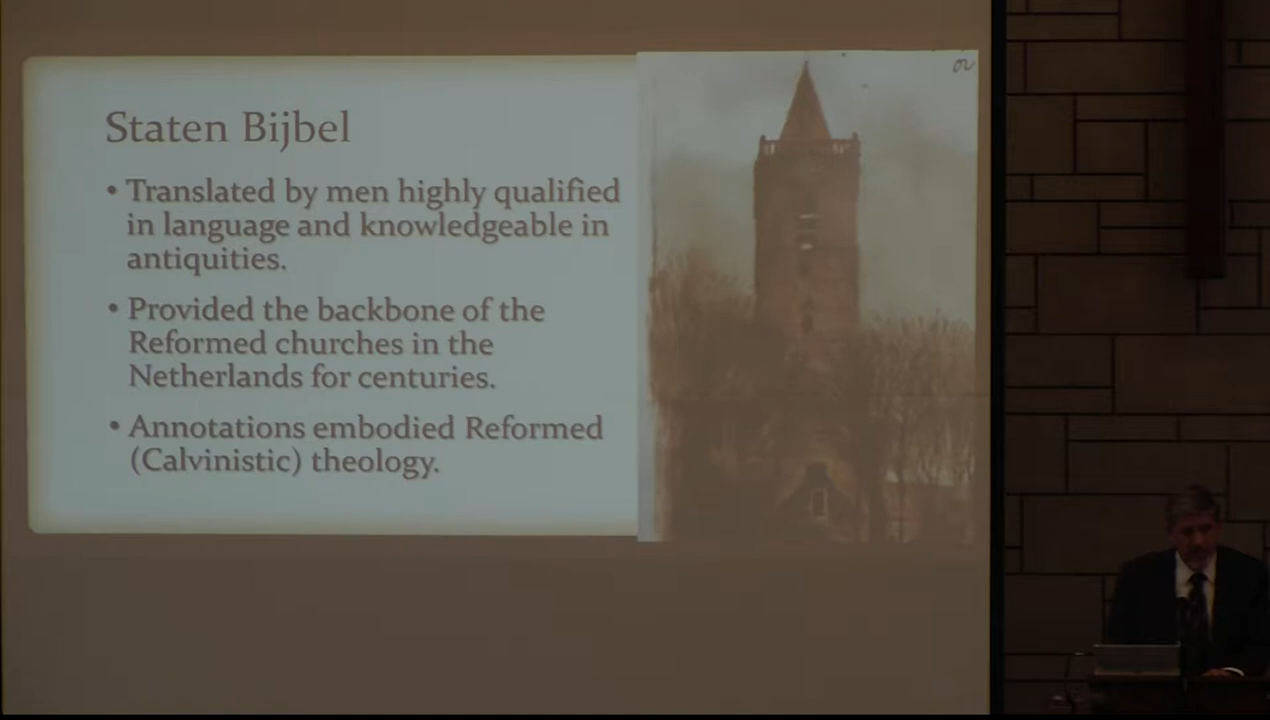 Staten Bijbel
• Translated by men highly qualified
in language and knowledgeable in
antiquities.
• Provided the backbone of the
Reformed churches in the
Netherlands for centuries.
• Annotations embodied Reformed
(Calvinistic) theology.